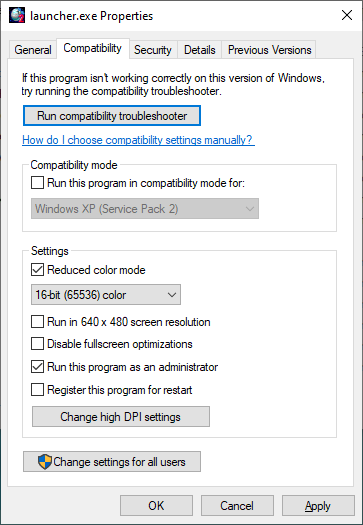 launcher.exe Properties
General
Compatibility
Security
Details
Previous Versions
If this program isn't working correctly on this version of Windows,
try running the compatibility troubleshooter.
Run compatibility troubleshooter
How do I choose compatibility settings manually?
Compatibility mode
Run this program in compatibility mode for:
Windows XP (Service Pack 2)
Settings
Reduced color mode
16-bit (65536) color
Run in 640 x 480 screen resolution
Disable fullscreen optimizations
Run this program as an administrator
Register this program for restart
Change high DPI settings
Change settings for all users
OK
Cancel
Apply